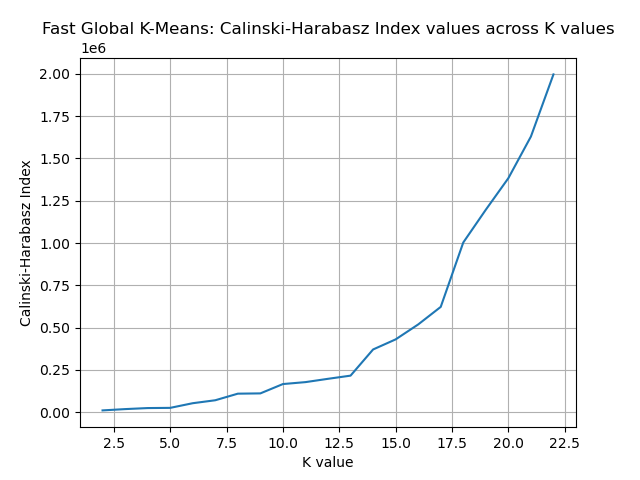 Fast Global K-Means: Calinski-Harabasz Index values across K values
1e6
2.00
1.75
1.50
1.25
1.00
0.75
0.50
0.25
0.00
Calinski-Harabasz Index
2.5 5.0 7.5 10.0 12.5 15.0 17.5 20.0 22.5
K value